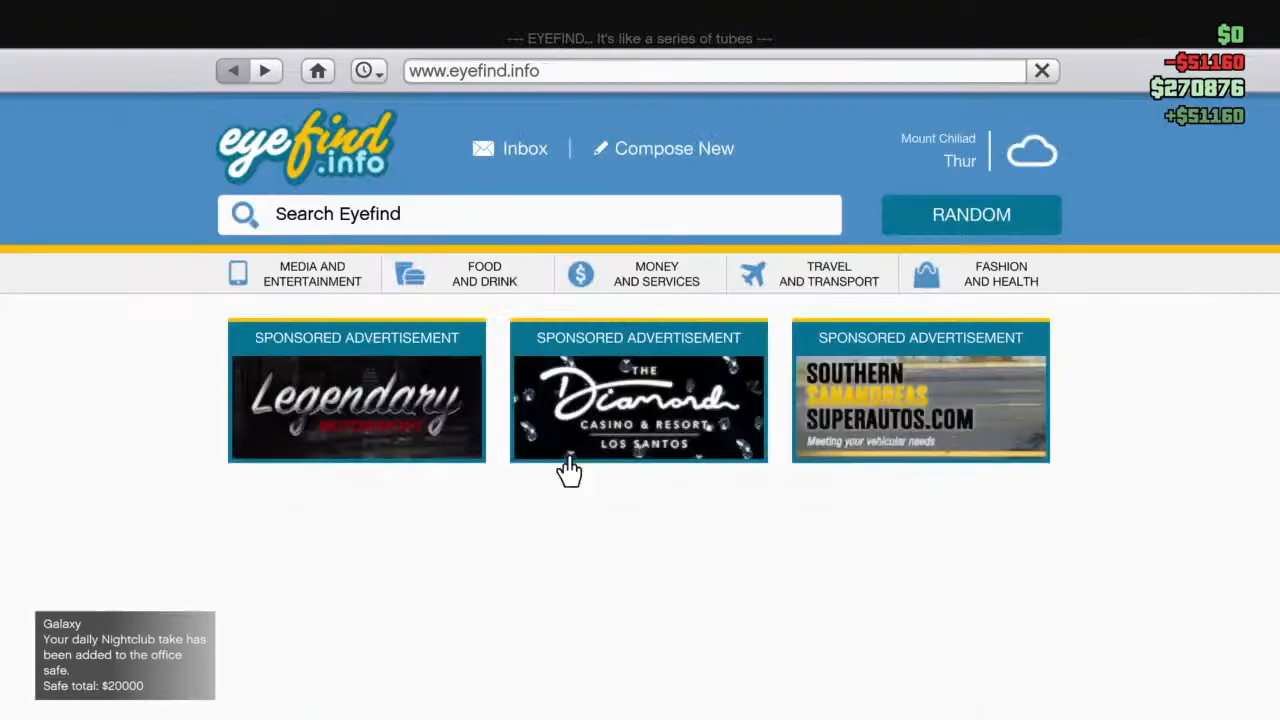 --- EYEFIND... It's like a series of tubes ---
$0
-$51160
$270876
+$51160
www.eyefind.info
eyefind
.info
Inbox
Compose New
Mount Chiliad
Thur
Search Eyefind
RANDOM
MEDIA AND
ENTERTAINMENT
FOOD
AND DRINK
MONEY
AND SERVICES
TRAVEL
AND TRANSPORT
FASHION
AND HEALTH
SPONSORED ADVERTISEMENT
Legendary
MOTORSPORT
SPONSORED ADVERTISEMENT
THE
Diamond
CASINO & RESORT
LOS SANTOS
SPONSORED ADVERTISEMENT
SOUTHERN
SANANDREAS
SUPERAUTOS.COM
Meeting your vehicular needs
Galaxy
Your daily Nightclub take has
been added to the office
safe.
Safe total: $20000